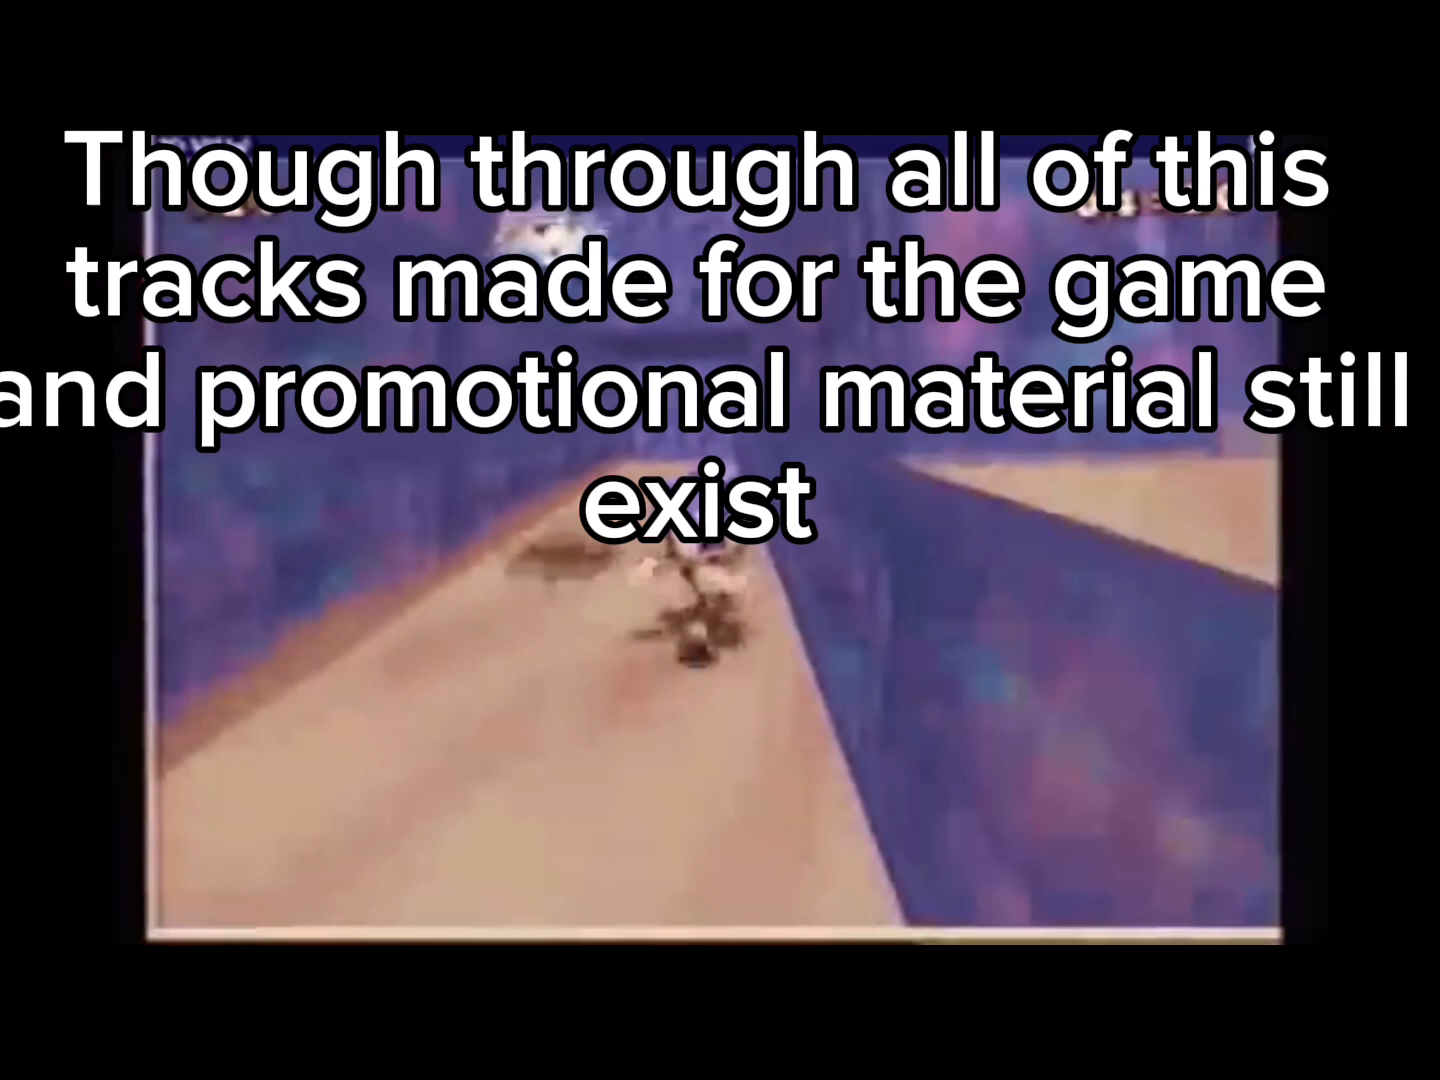 Though through all of this
tracks made for the game
and promotional material still
exist